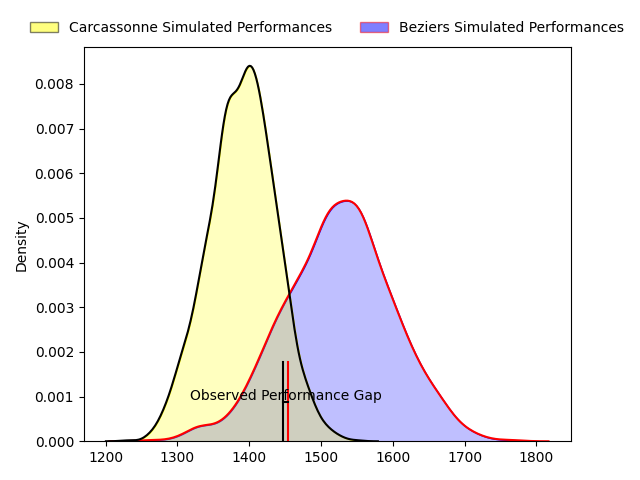 Carcassonne Simulated Performances Beziers Simulated Performances
0.008
0.007
0.006
0.005
0.004
0.003
0.002
0.001
0.000
Density
Observed Performance Gap
1200 1300 1400 1500 1600 1700 1800